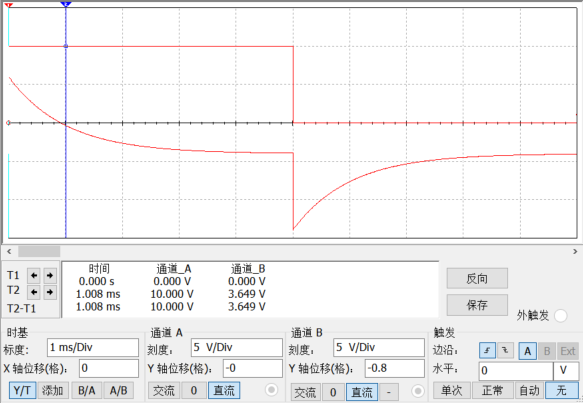 时间 通道_A 通道_B
T1 0.000 s 0.000 V 0.000 V
T2 1.008 ms 10.000 V 3.649 V
T2-T1 1.008 ms 10.000 V 3.649 V
反向
保存
外触发
时基 通道 A 通道 B 触发
标度： 1 ms/Div 刻度： 5 V/Div 刻度： 5 V/Div 边沿： A B Ext
X 轴位移(格)： 0 Y 轴位移(格)： -0 Y 轴位移(格)： -0.8 水平： 0 V
Y/T 添加 B/A A/B 交流 0 直流 交流 0 直流 - 单次 正常 自动 无